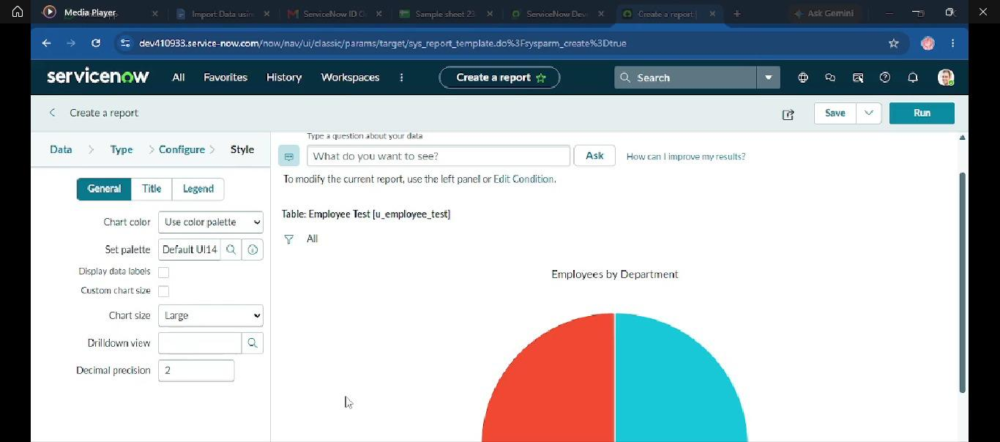 Media Player
Import Data usin
ServiceNow ID C
Sample sheet 23
ServiceNow Dev
Create a report |
Ask Gemini
dev410933.service-now.com/now/nav/ui/classic/params/target/sys_report_template.do%3Fsysparm_create%3Dtrue
servicenow
All
Favorites
History
Workspaces
Create a report
Search
Create a report
Save
Run
Data
Type
Configure
Style
General
Title
Legend
Chart color
Use color palette
Set palette
Default UI14
Display data labels
Custom chart size
Chart size
Large
Drilldown view
Decimal precision
2
Type a question about your data
What do you want to see?
Ask
How can I improve my results?
To modify the current report, use the left panel or Edit Condition.
Table: Employee Test [u_employee_test]
All
Employees by Department